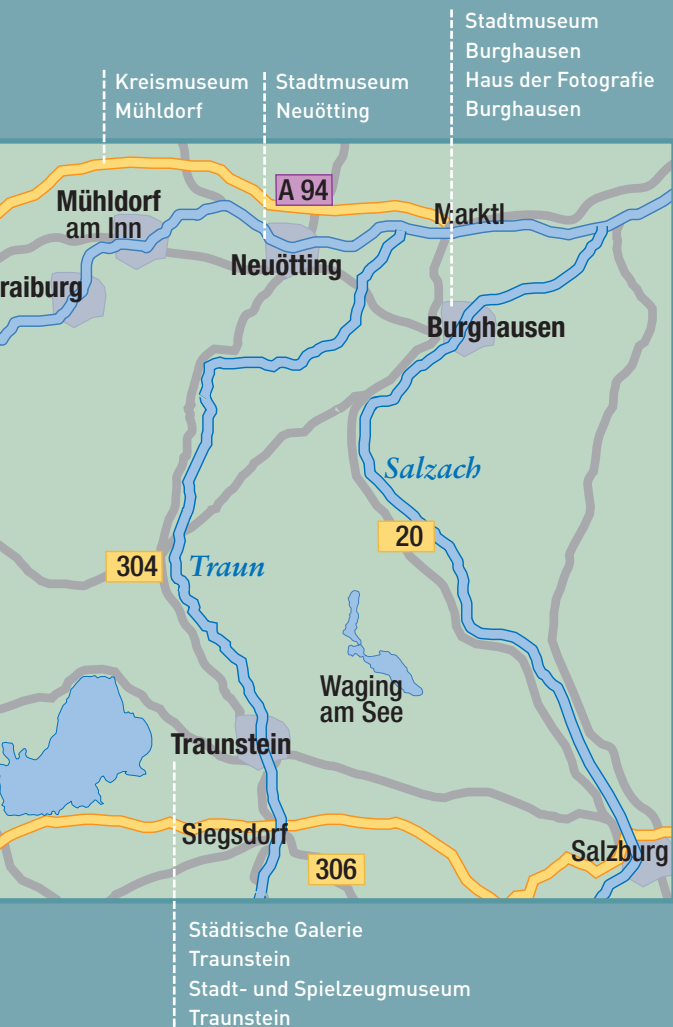 Stadtmuseum
Burghausen
Haus der Fotografie
Burghausen
Kreismuseum
Mühldorf
Stadtmuseum
Neuötting
A 94
Mühldorf
am Inn
Marktl
Neuötting
raiburg
Burghausen
Salzach
20
304
Traun
Waging
am See
Traunstein
Siegsdorf
306
Salzburg
Städtische Galerie
Traunstein
Stadt- und Spielzeugmuseum
Traunstein